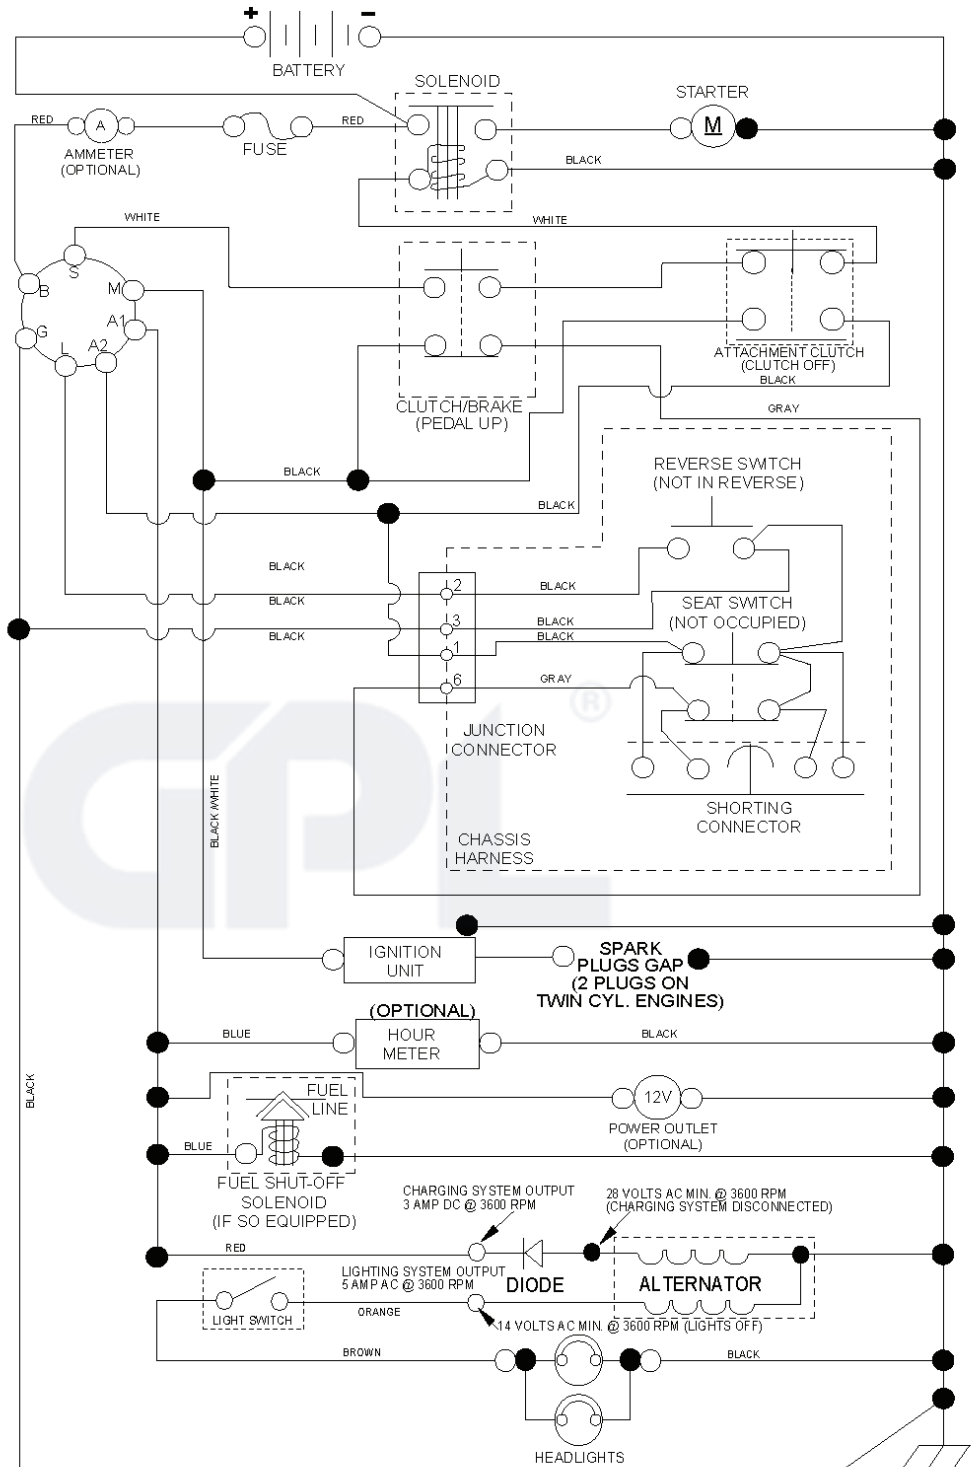 + −
BATTERY
SOLENOID
STARTER
RED
A
RED
M
AMMETER
(OPTIONAL)
FUSE
BLACK
WHITE
WHITE
S
B
M
G
A1
L
A2
ATTACHMENT CLUTCH
(CLUTCH OFF)
BLACK
CLUTCH/BRAKE
(PEDAL UP)
GRAY
REVERSE SWITCH
(NOT IN REVERSE)
BLACK
BLACK
BLACK
2
BLACK
BLACK
SEAT SWITCH
(NOT OCCUPIED)
3
BLACK
BLACK
BLACK
1
6
GRAY
GPL®
JUNCTION
CONNECTOR
BLACK/WHITE
SHORTING
CONNECTOR
CHASSIS
HARNESS
IGNITION
UNIT
SPARK
PLUGS GAP
(2 PLUGS ON
TWIN CYL. ENGINES)
(OPTIONAL)
HOUR
METER
BLUE
BLACK
BLACK
FUEL
LINE
12V
POWER OUTLET
(OPTIONAL)
BLUE
FUEL SHUT-OFF
SOLENOID
(IF SO EQUIPPED)
CHARGING SYSTEM OUTPUT
3 AMP DC @ 3600 RPM
28 VOLTS AC MIN. @ 3600 RPM
(CHARGING SYSTEM DISCONNECTED)
RED
LIGHTING SYSTEM OUTPUT
5 AMP AC @ 3600 RPM
DIODE
ALTERNATOR
LIGHT SWITCH
ORANGE
14 VOLTS AC MIN. @ 3600 RPM (LIGHTS OFF)
BROWN
BLACK
HEADLIGHTS